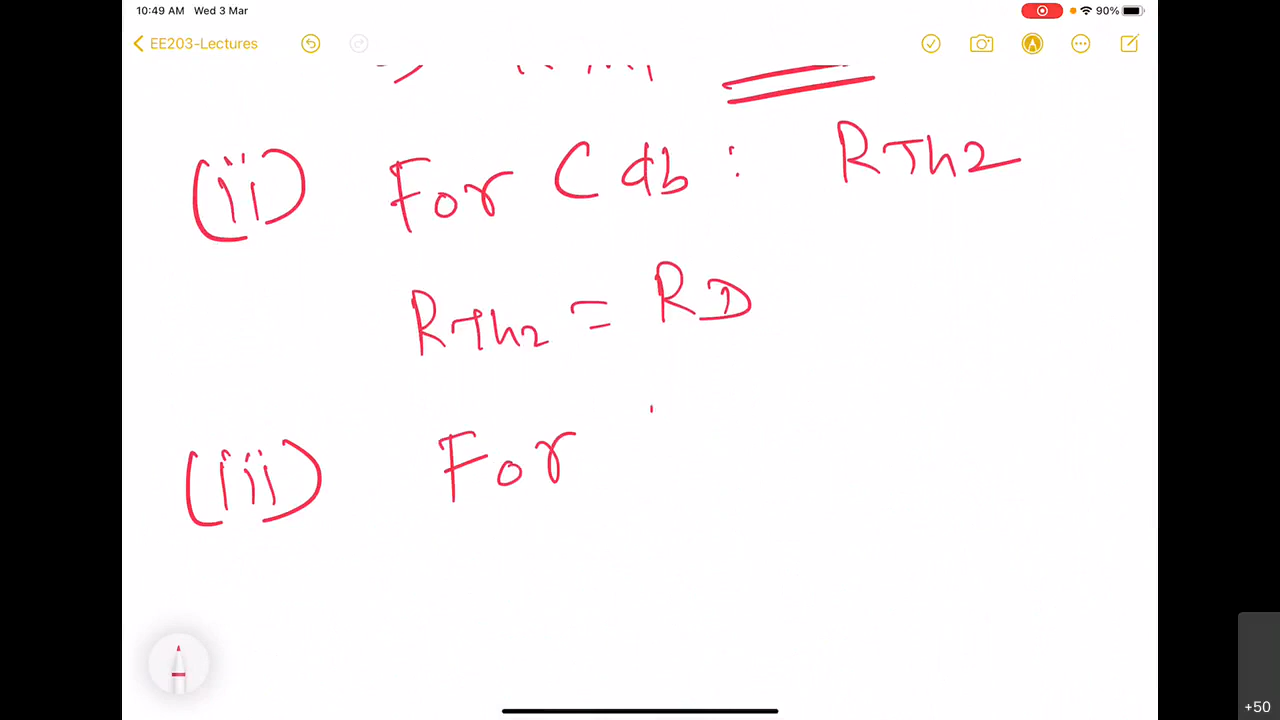 10:49 AM Wed 3 Mar 90%
EE203-Lectures
(ii) For Cdb : RTh2
RTh2 = RD
(iii) For
+50